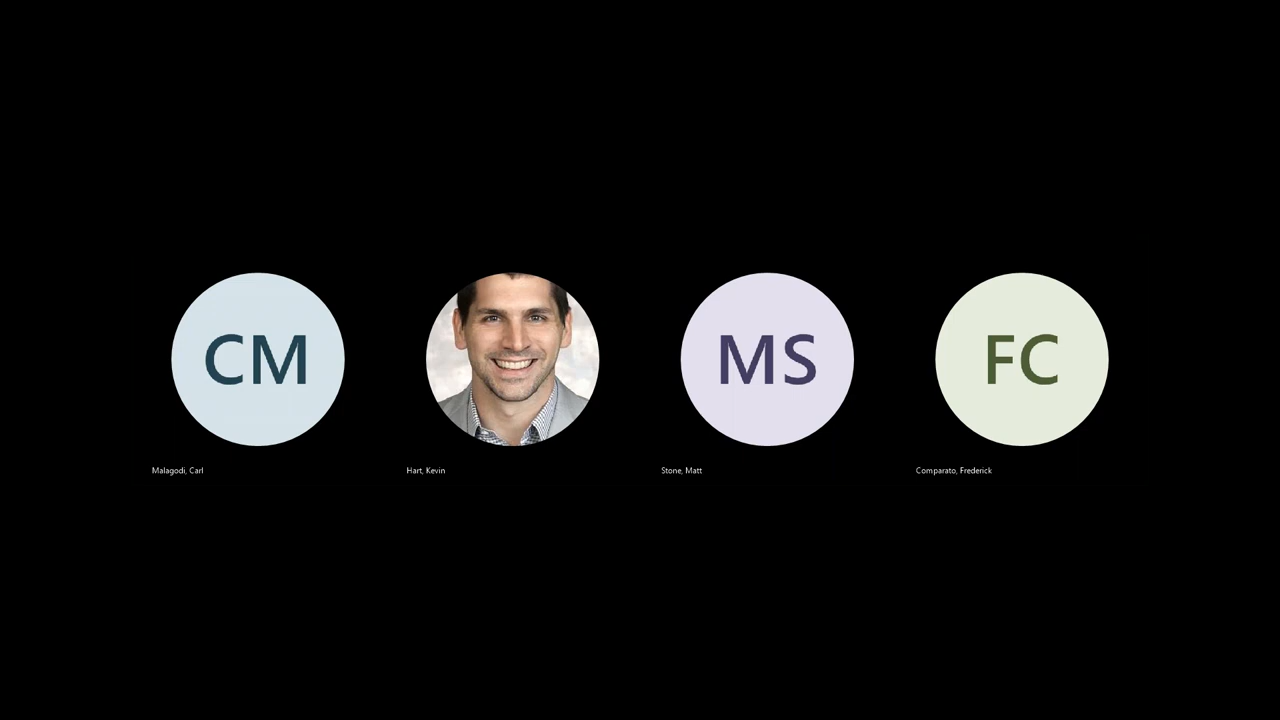 CM
MS
FC
Malagodi, Carl
Hart, Kevin
Stone, Matt
Comparato, Frederick